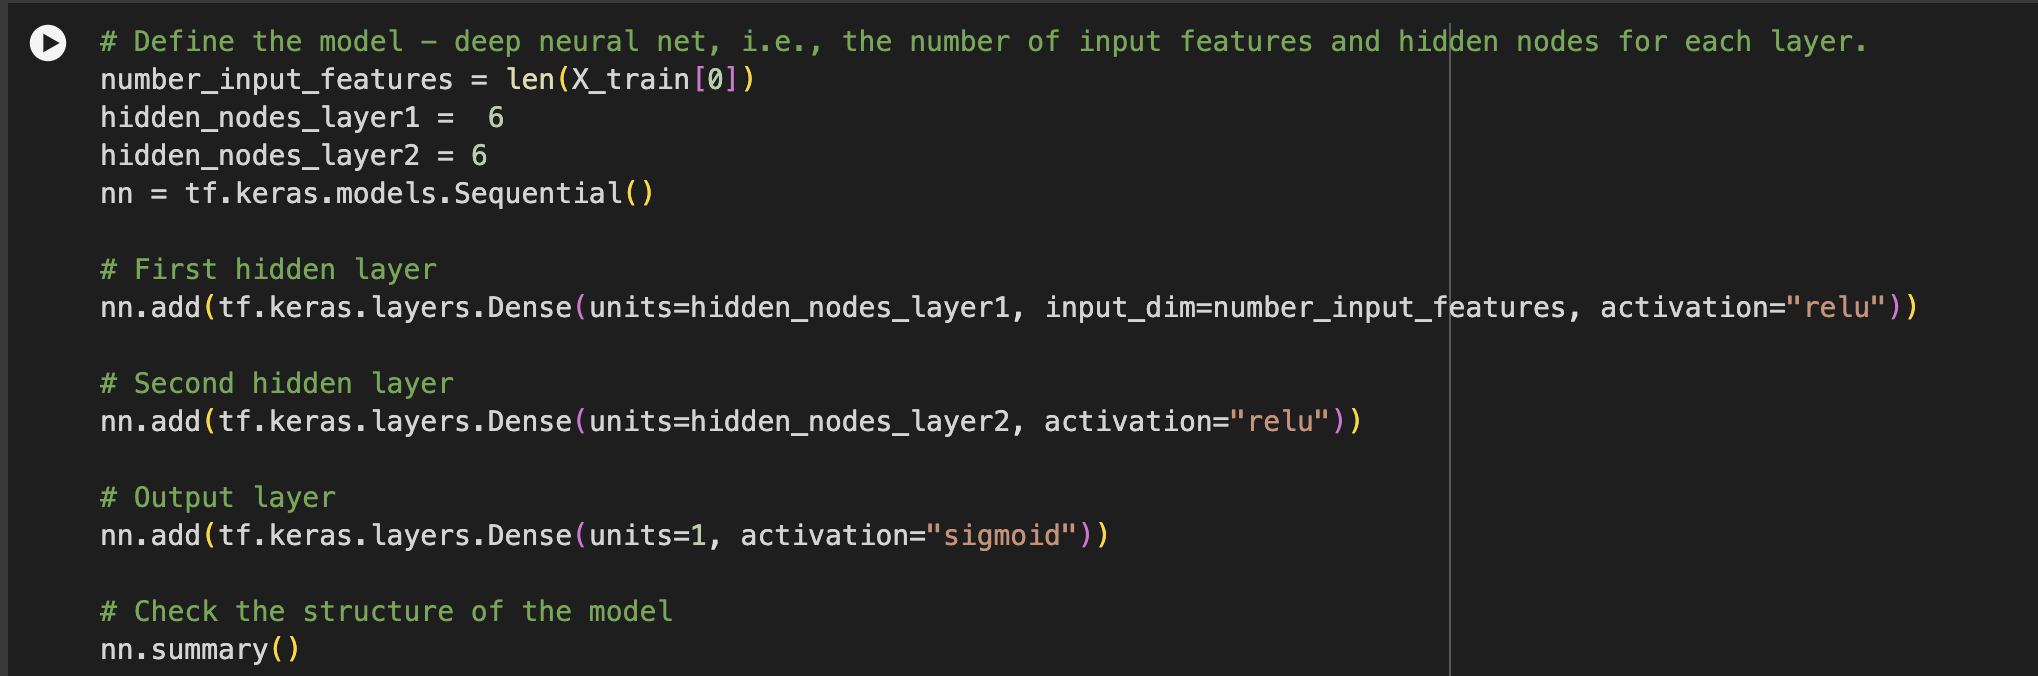 # Define the model – deep neural net, i.e., the number of input features and hidden nodes for each layer.
number_input_features = len(X_train[0])
hidden_nodes_layer1 =  6
hidden_nodes_layer2 = 6
nn = tf.keras.models.Sequential()
# First hidden layer
nn.add(tf.keras.layers.Dense(units=hidden_nodes_layer1, input_dim=number_input_features, activation="relu"))
# Second hidden layer
nn.add(tf.keras.layers.Dense(units=hidden_nodes_layer2, activation="relu"))
# Output layer
nn.add(tf.keras.layers.Dense(units=1, activation="sigmoid"))
# Check the structure of the model
nn.summary()